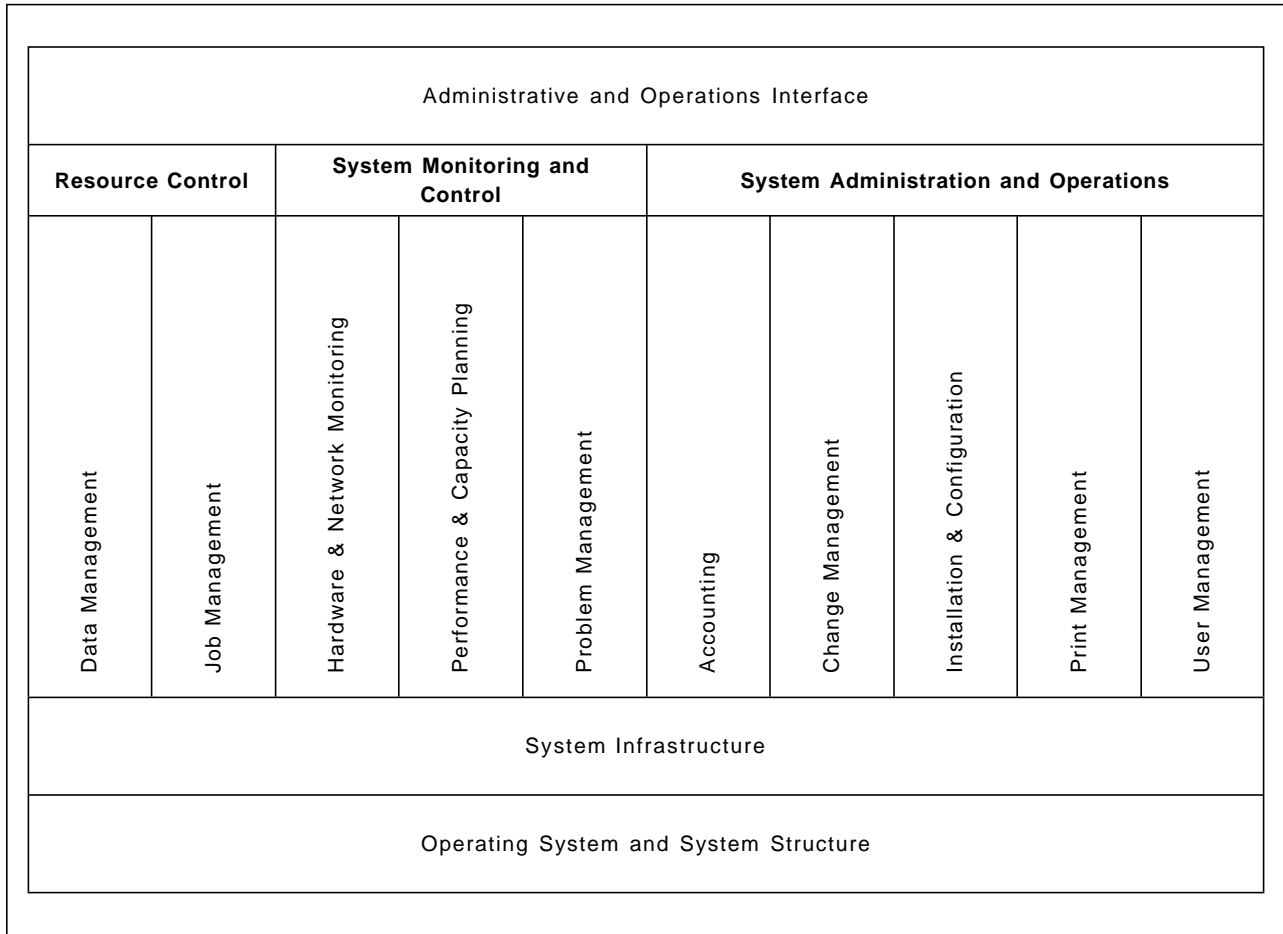 Administrative and Operations Interface
Resource Control
System Monitoring and
Control
System Administration and Operations
Data Management
Job Management
Hardware & Network Monitoring
Performance & Capacity Planning
Problem Management
Accounting
Change Management
Installation & Configuration
Print Management
User Management
System Infrastructure
Operating System and System Structure